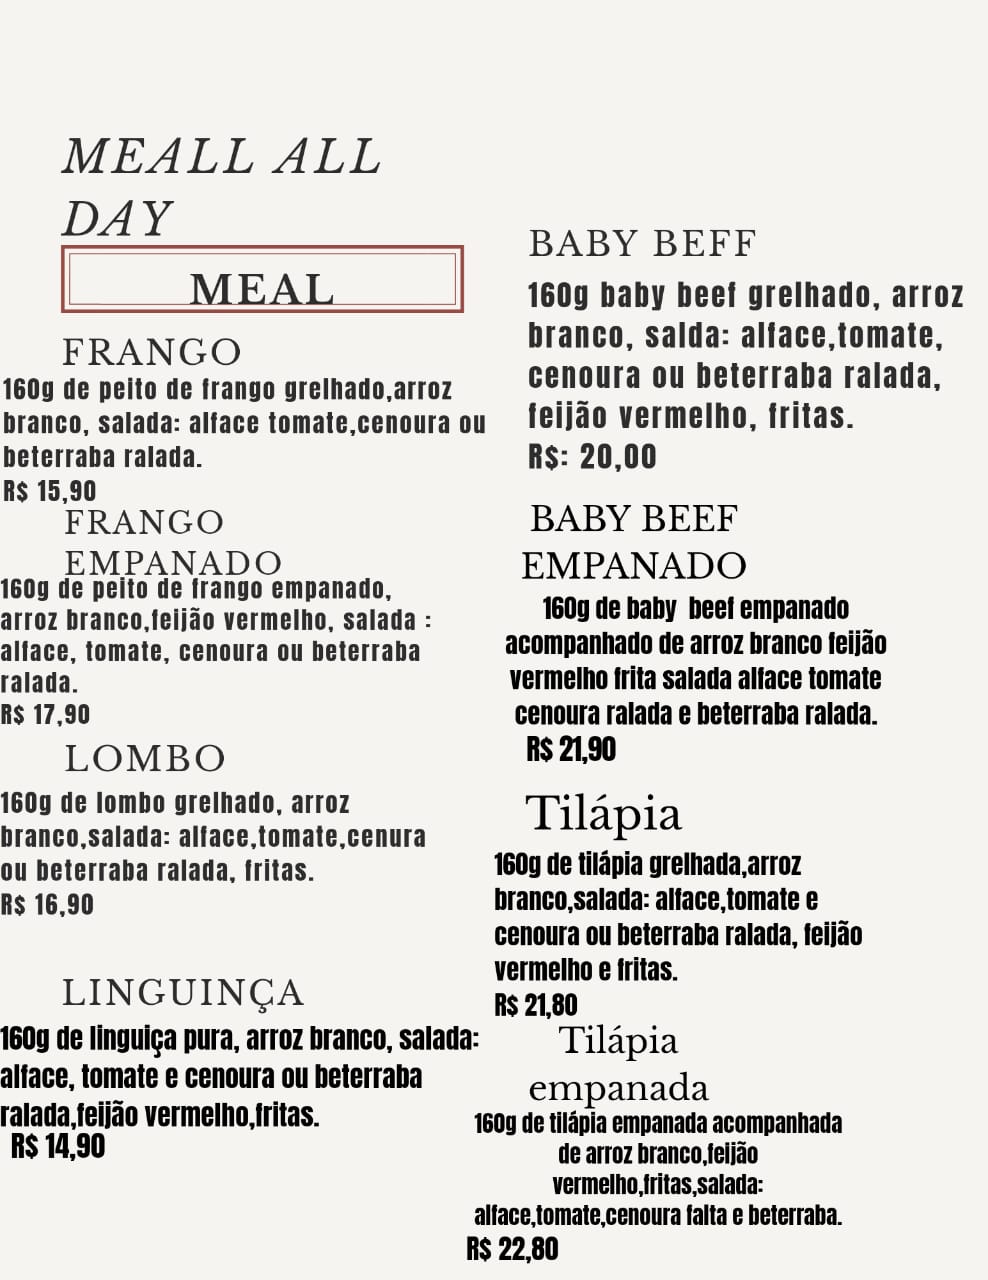 MEALL ALL
DAY
MEAL
FRANGO
160g de peito de frango grelhado,arroz
branco, salada: alface tomate,cenoura ou
beterraba ralada.
R$ 15,90
FRANGO
EMPANADO
160g de peito de frango empanado,
arroz branco,feijão vermelho, salada :
alface, tomate, cenoura ou beterraba
ralada.
R$ 17,90
LOMBO
160g de lombo grelhado, arroz
branco,salada: alface,tomate,cenura
ou beterraba ralada, fritas.
R$ 16,90
LINGUINÇA
160g de linguiça pura, arroz branco, salada:
alface, tomate e cenoura ou beterraba
ralada,feijão vermelho,fritas.
R$ 14,90
BABY BEFF
160g baby beef grelhado, arroz
branco, salda: alface,tomate,
cenoura ou beterraba ralada,
feijão vermelho, fritas.
R$: 20,00
BABY BEEF
EMPANADO
160g de baby beef empanado
acompanhado de arroz branco feijão
vermelho frita salada alface tomate
cenoura ralada e beterraba ralada.
R$ 21,90
Tilápia
160g de tilápia grelhada,arroz
branco,salada: alface,tomate e
cenoura ou beterraba ralada, feijão
vermelho e fritas.
R$ 21,80
Tilápia
empanada
160g de tilápia empanada acompanhada
de arroz branco,feijão
vermelho,fritas,salada:
alface,tomate,cenoura falta e beterraba.
R$ 22,80